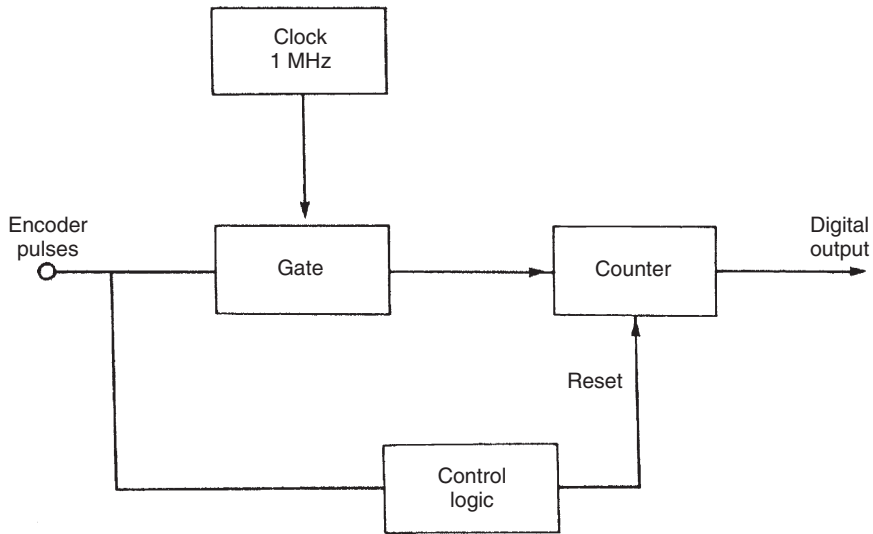 Clock
1 MHz
Encoder
pulses
Gate
Counter
Digital
output
Reset
Control
logic